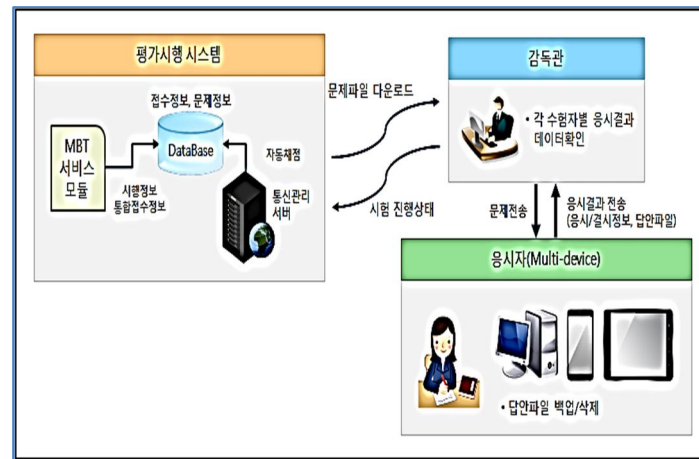 평가시행 시스템
접수정보, 문제정보
DataBase
MBT
서비스
모듈
시행정보
통합접수정보
자동채점
통신관리
서버
문제파일 다운로드
시험 진행상태
감독관
• 각 수험자별 응시결과
데이터확인
문제전송
응시결과 전송
(응시/결시정보, 답안파일)
응시자(Multi-device)
• 답안파일 백업/삭제